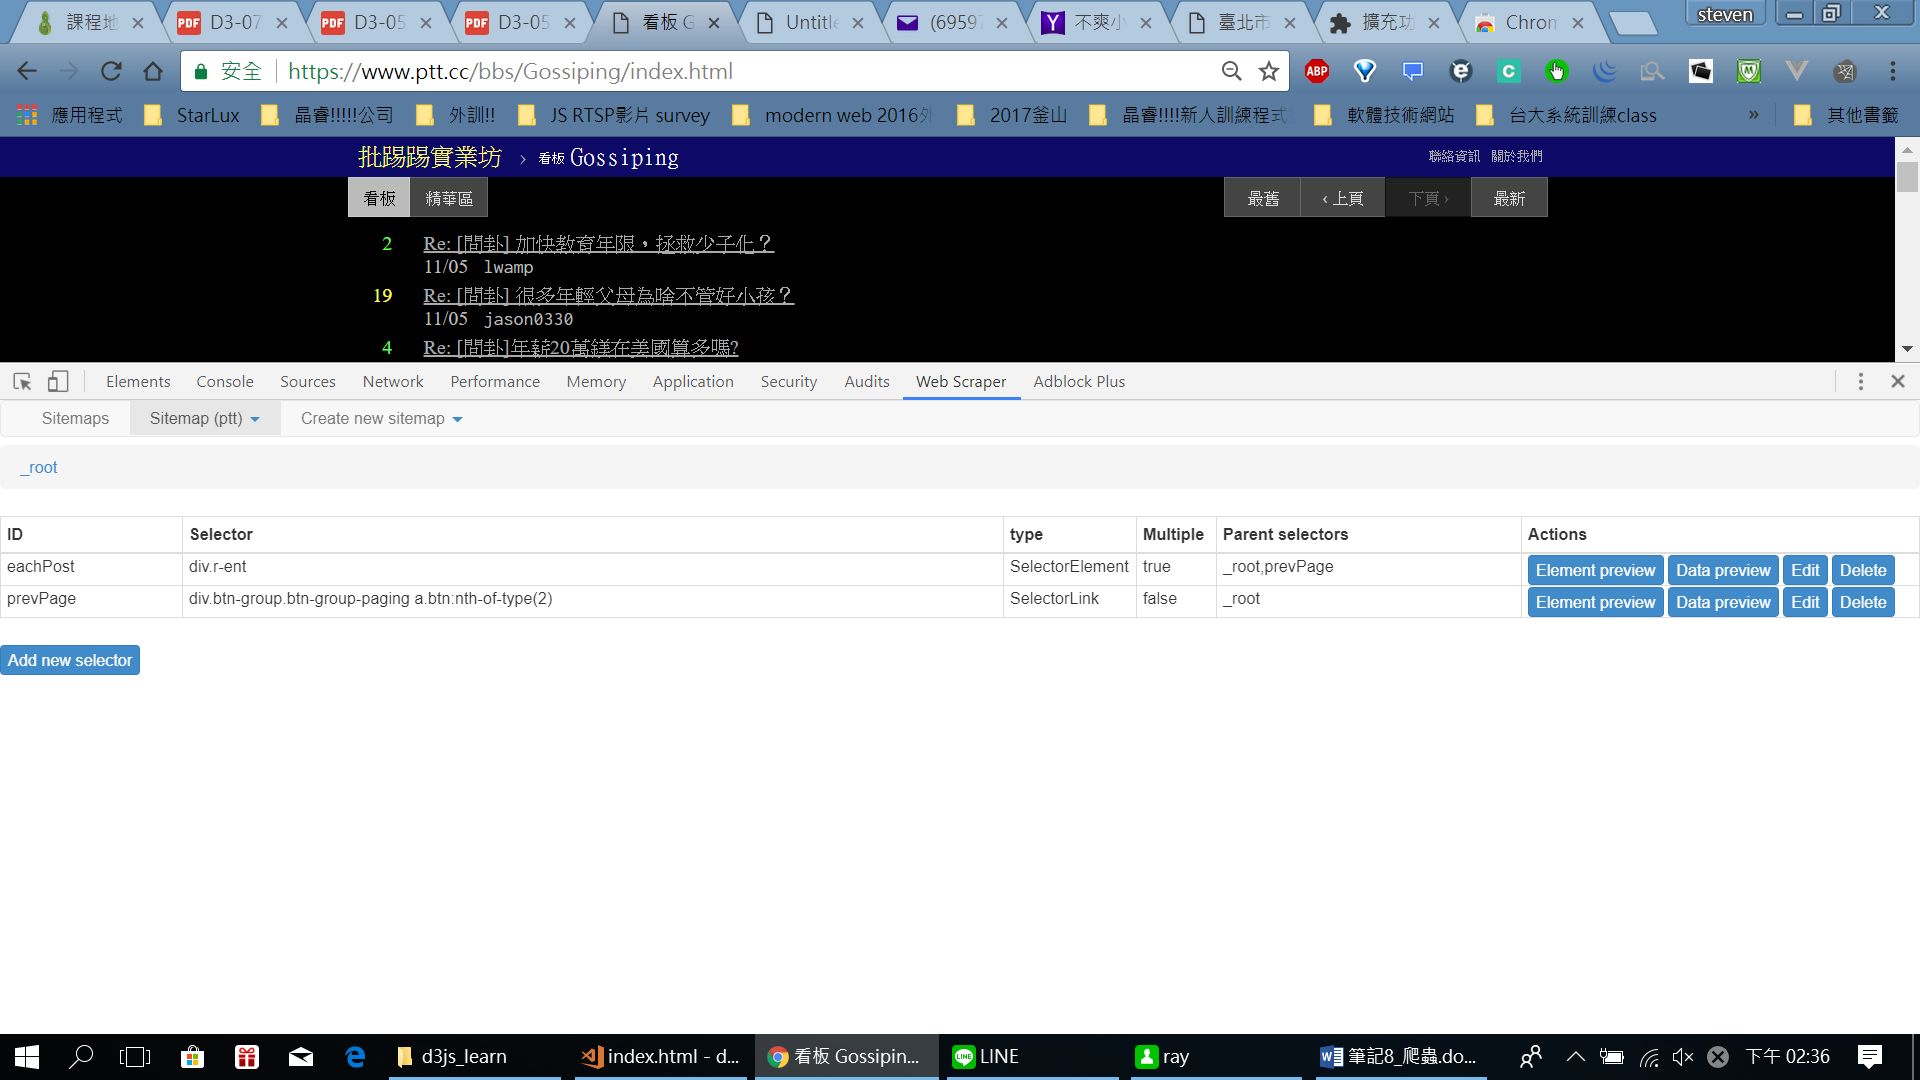 課程地
D3-07
D3-05
D3-05
看板 G
Untitle
(6959
不爽小
臺北市
擴充功
Chrom
steven
安全 https://www.ptt.cc/bbs/Gossiping/index.html
ABP
應用程式 StarLux 晶睿!!!!!公司 外訓!! JS RTSP影片 survey modern web 2016外 2017釜山 晶睿!!!!新人訓練程式 軟體技術網站 台大系統訓練class » 其他書籤
批踢踢實業坊 › 看板 Gossiping 聯絡資訊 關於我們
看板 精華區 最舊 ‹ 上頁 下頁 › 最新
2 Re: [問卦] 加快教育年限，拯救少子化？
11/05 lwamp
19 Re: [問卦] 很多年輕父母為啥不管好小孩？
11/05 jason0330
4 Re: [問卦]年薪20萬鎂在美國算多嗎?
Elements Console Sources Network Performance Memory Application Security Audits Web Scraper Adblock Plus
Sitemaps Sitemap (ptt) Create new sitemap
_root
ID Selector type Multiple Parent selectors Actions
eachPost div.r-ent SelectorElement true _root,prevPage Element preview Data preview Edit Delete
prevPage div.btn-group.btn-group-paging a.btn:nth-of-type(2) SelectorLink false _root Element preview Data preview Edit Delete
Add new selector
d3js_learn index.html - d... 看板 Gossipin... LINE ray 筆記8_爬蟲.do... 下午 02:36